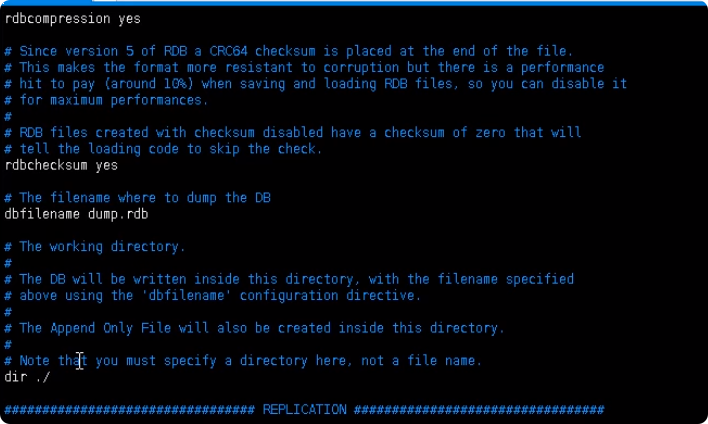 rdbcompression yes
# Since version 5 of RDB a CRC64 checksum is placed at the end of the file.
# This makes the format more resistant to corruption but there is a performance
# hit to pay (around 10%) when saving and loading RDB files, so you can disable it
# for maximum performances.
#
# RDB files created with checksum disabled have a checksum of zero that will
# tell the loading code to skip the check.
rdbchecksum yes
# The filename where to dump the DB
dbfilename dump.rdb
# The working directory.
#
# The DB will be written inside this directory, with the filename specified
# above using the 'dbfilename' configuration directive.
#
# The Append Only File will also be created inside this directory.
#
# Note that you must specify a directory here, not a file name.
dir ./
################################# REPLICATION #################################